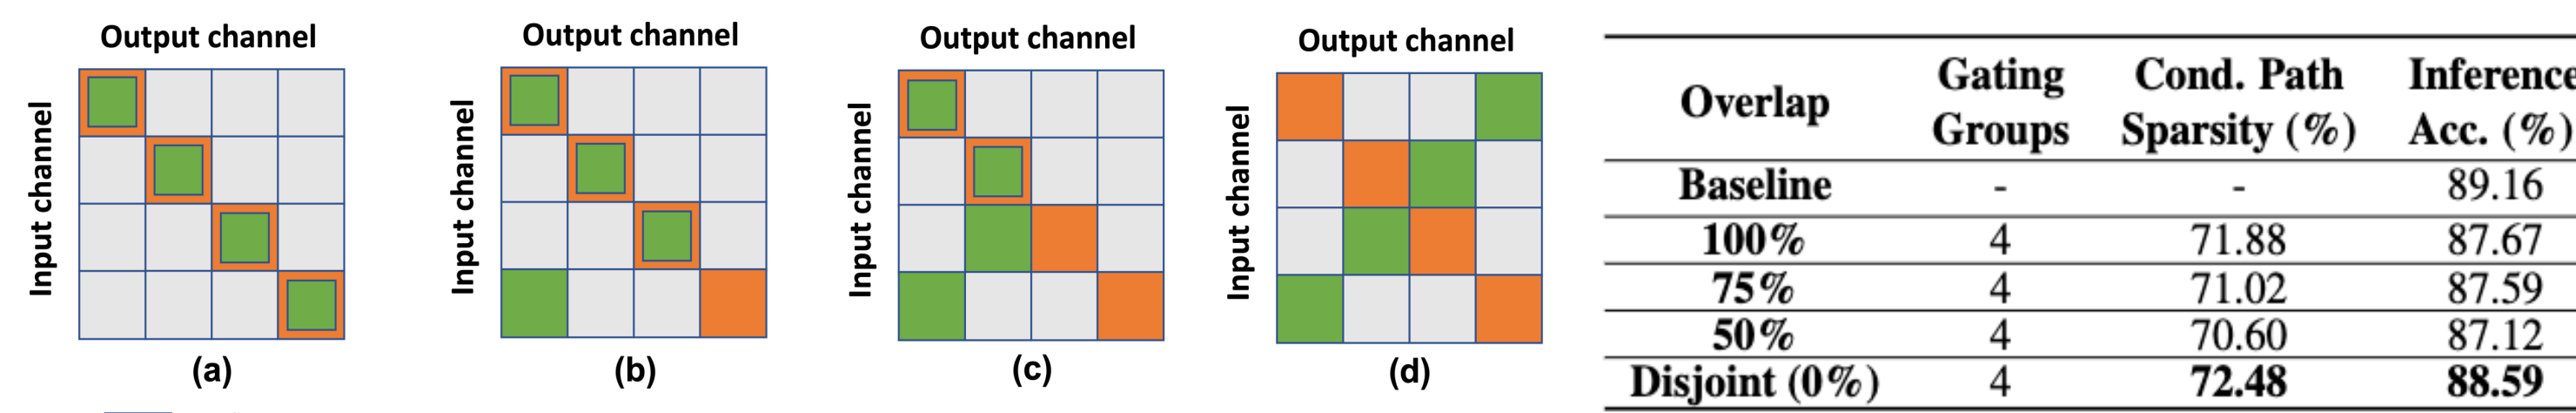 Output channel
Input channel
(a)
Output channel
Input channel
(b)
Output channel
Input channel
(c)
Output channel
Input channel
(d)
Overlap Gating Groups Cond. Path Sparsity (%) Inference Acc. (%)
Baseline - - 89.16
100% 4 71.88 87.67
75% 4 71.02 87.59
50% 4 70.60 87.12
Disjoint (0%) 4 72.48 88.59